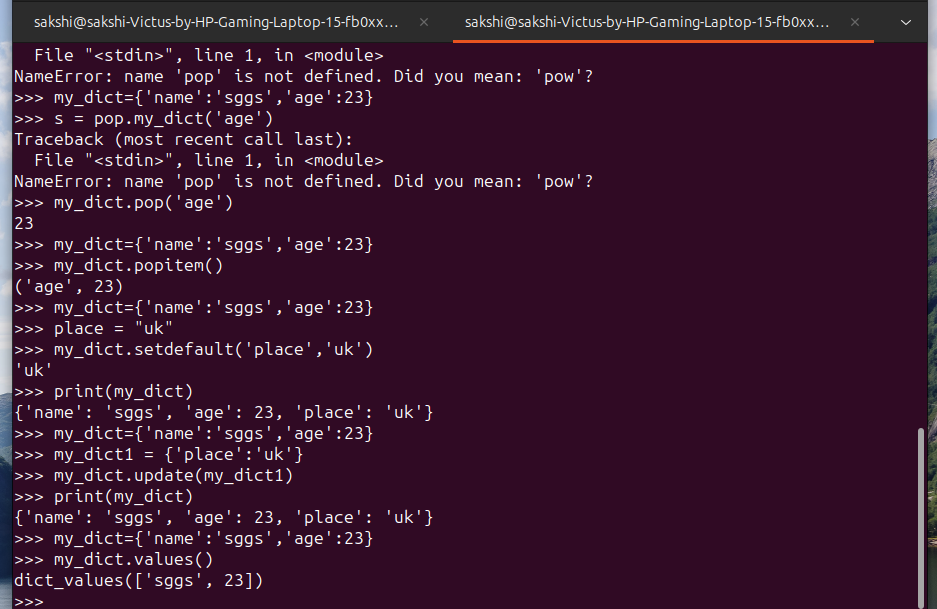 sakshi@sakshi-Victus-by-HP-Gaming-Laptop-15-fb0xx...
sakshi@sakshi-Victus-by-HP-Gaming-Laptop-15-fb0xx...
  File "<stdin>", line 1, in <module>
NameError: name 'pop' is not defined. Did you mean: 'pow'?
>>> my_dict={'name':'sggs','age':23}
>>> s = pop.my_dict('age')
Traceback (most recent call last):
  File "<stdin>", line 1, in <module>
NameError: name 'pop' is not defined. Did you mean: 'pow'?
>>> my_dict.pop('age')
23
>>> my_dict={'name':'sggs','age':23}
>>> my_dict.popitem()
('age', 23)
>>> my_dict={'name':'sggs','age':23}
>>> place = "uk"
>>> my_dict.setdefault('place','uk')
'uk'
>>> print(my_dict)
{'name': 'sggs', 'age': 23, 'place': 'uk'}
>>> my_dict={'name':'sggs','age':23}
>>> my_dict1 = {'place':'uk'}
>>> my_dict.update(my_dict1)
>>> print(my_dict)
{'name': 'sggs', 'age': 23, 'place': 'uk'}
>>> my_dict={'name':'sggs','age':23}
>>> my_dict.values()
dict_values(['sggs', 23])
>>>